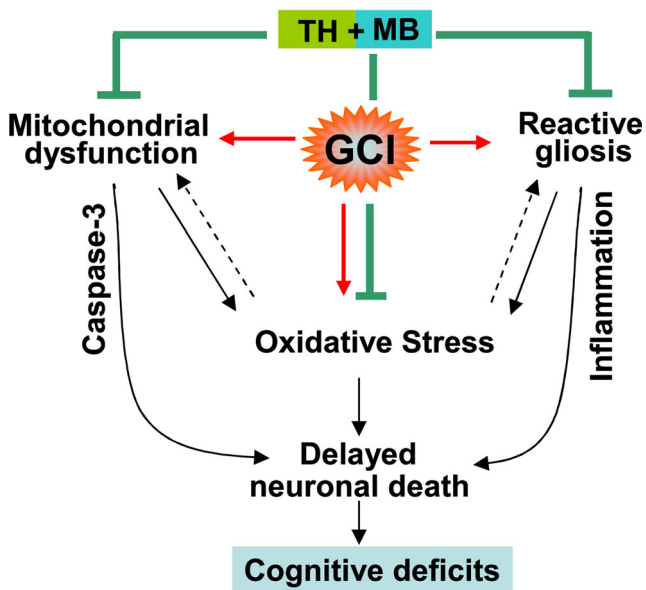 TH + MB
Mitochondrial
dysfunction
GCI
Reactive
gliosis
Caspase-3
Inflammation
Oxidative Stress
Delayed
neuronal death
Cognitive deficits